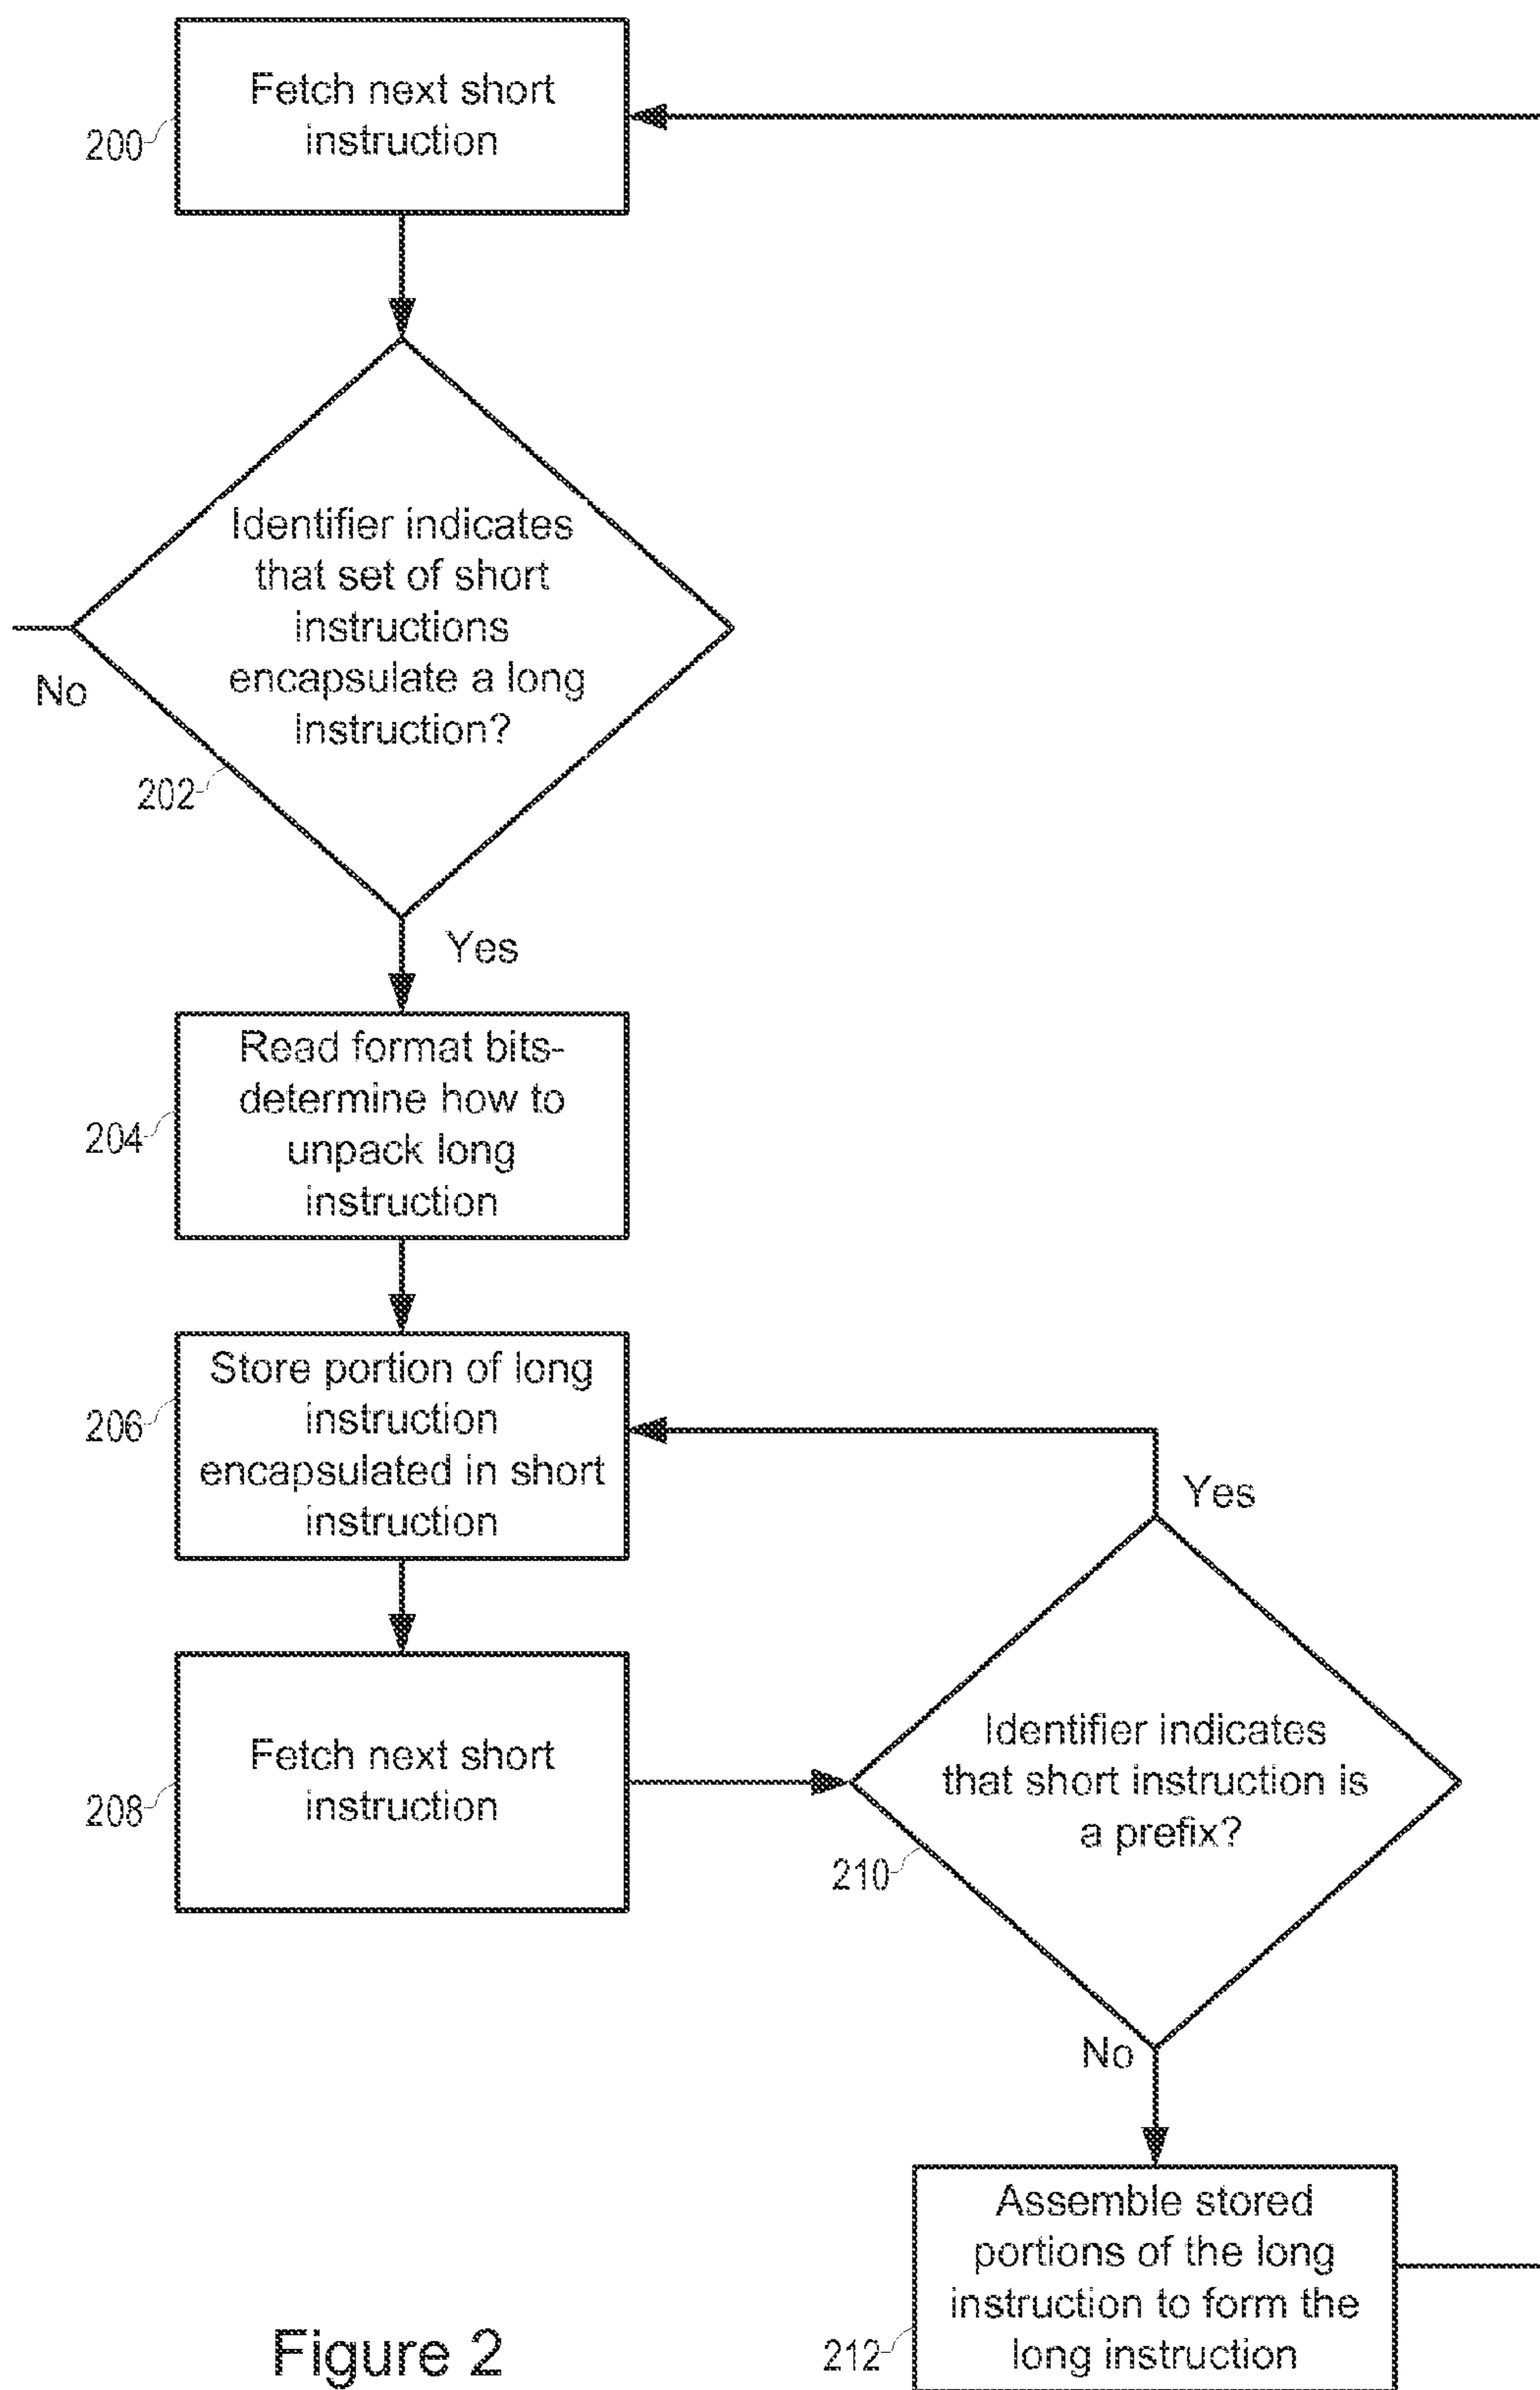 Fetch next short
instruction
200
Identifier indicates
that set of short
instructions
encapsulate a long
instruction?
No
202
Yes
Read format bits-
determine how to
unpack long
instruction
204
Store portion of long
instruction
encapsulated in short
instruction
206
Yes
Fetch next short
instruction
208
Identifier indicates
that short instruction is
a prefix?
210
No
Assemble stored
portions of the long
instruction to form the
long instruction
212
Figure 2